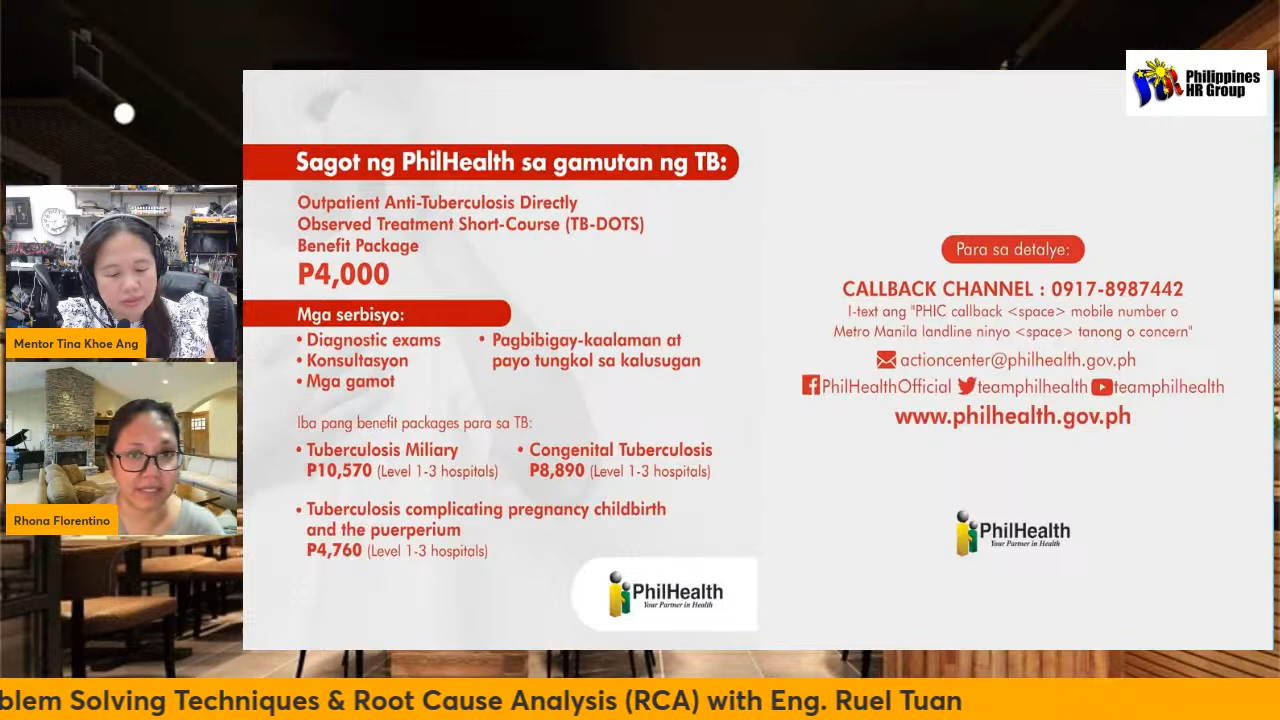 Philippines
HR Group
Sagot ng PhilHealth sa gamutan ng TB:
Outpatient Anti-Tuberculosis Directly
Observed Treatment Short-Course (TB-DOTS)
Benefit Package
P4,000
Mga serbisyo:
• Diagnostic exams
• Konsultasyon
• Mga gamot
• Pagbibigay-kaalaman at
payo tungkol sa kalusugan
Iba pang benefit packages para sa TB:
• Tuberculosis Miliary
P10,570 (Level 1-3 hospitals)
• Congenital Tuberculosis
P8,890 (Level 1-3 hospitals)
• Tuberculosis complicating pregnancy childbirth
and the puerperium
P4,760 (Level 1-3 hospitals)
PhilHealth
Your Partner in Health
Para sa detalye:
CALLBACK CHANNEL : 0917-8987442
I-text ang "PHIC callback <space> mobile number o
Metro Manila landline ninyo <space> tanong o concern"
actioncenter@philhealth.gov.ph
PhilHealthOfficial teamphilhealth teamphilhealth
www.philhealth.gov.ph
PhilHealth
Your Partner in Health
Mentor Tina Khoe Ang
Rhona Florentino
blem Solving Techniques & Root Cause Analysis (RCA) with Eng. Ruel Tuan